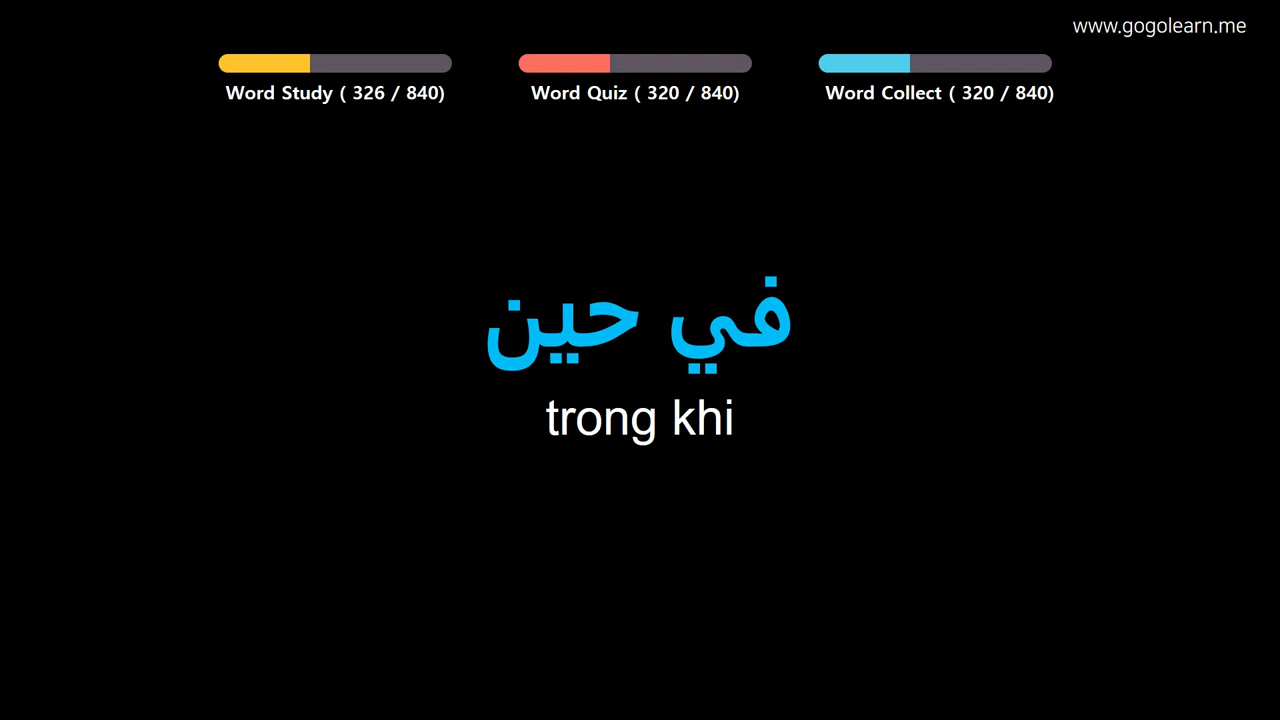 www.gogolearn.me
Word Study ( 326 / 840)
Word Quiz ( 320 / 840)
Word Collect ( 320 / 840)
في حين
trong khi